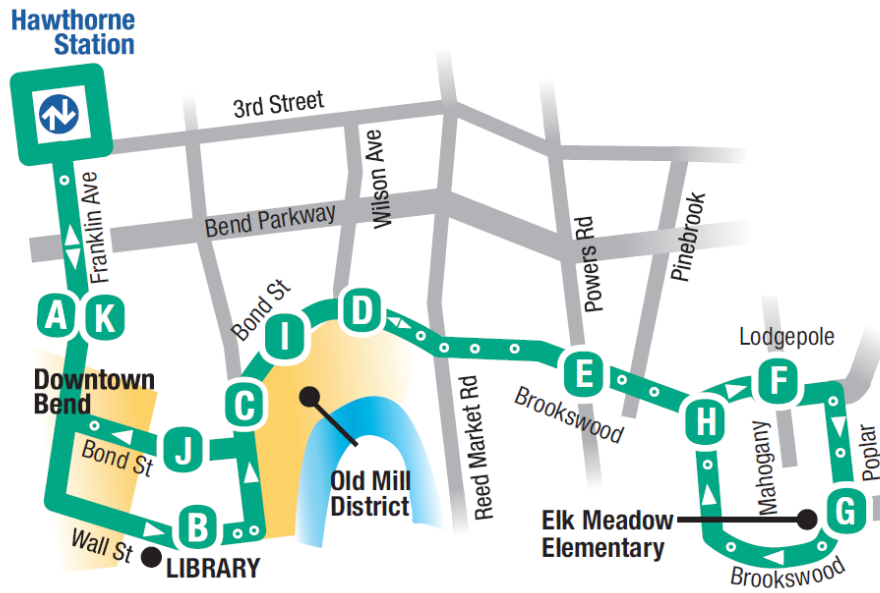 Hawthorne
Station
3rd Street
Franklin Ave
Wilson Ave
Bend Parkway
Powers Rd
Pinebrook
A
K
Bond St
I
D
Lodgepole
Downtown
Bend
C
E
F
H
Brookswood
J
Bond St
Old Mill
District
Reed Market Rd
Mahogany
Poplar
G
B
Wall St
LIBRARY
Elk Meadow
Elementary
Brookswood